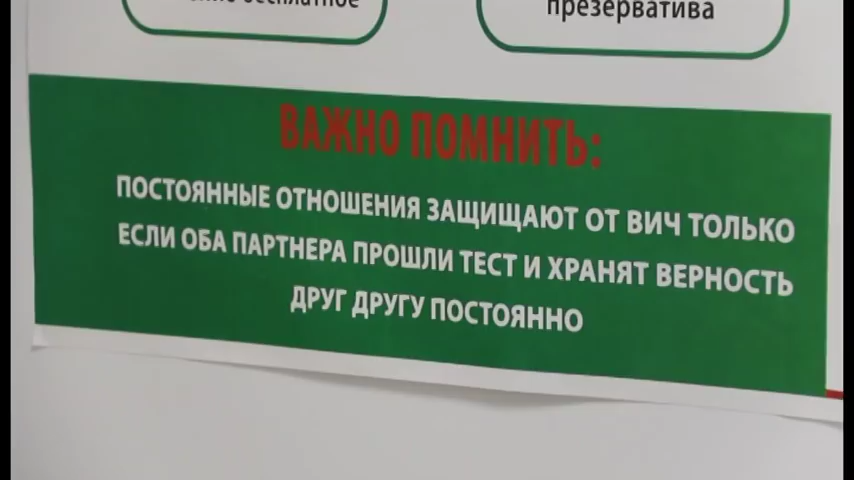 бесплатное
презерватива
ВАЖНО ПОМНИТЬ:
ПОСТОЯННЫЕ ОТНОШЕНИЯ ЗАЩИЩАЮТ ОТ ВИЧ ТОЛЬКО
ЕСЛИ ОБА ПАРТНЕРА ПРОШЛИ ТЕСТ И ХРАНЯТ ВЕРНОСТЬ
ДРУГ ДРУГУ ПОСТОЯННО